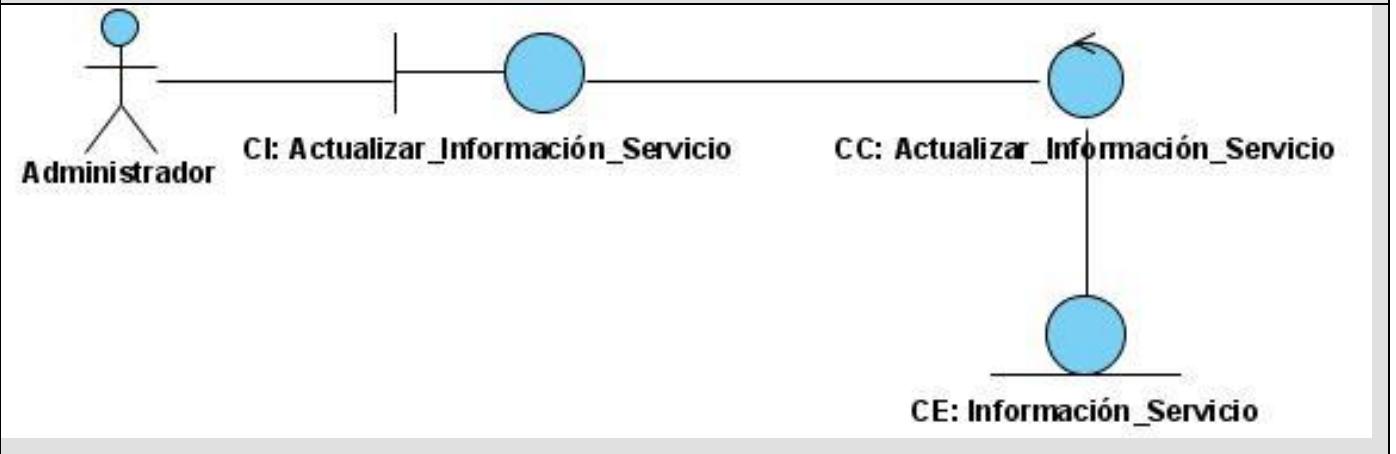 Administrador
CI: Actualizar_Información_Servicio
CC: Actualizar_Información_Servicio
CE: Información_Servicio